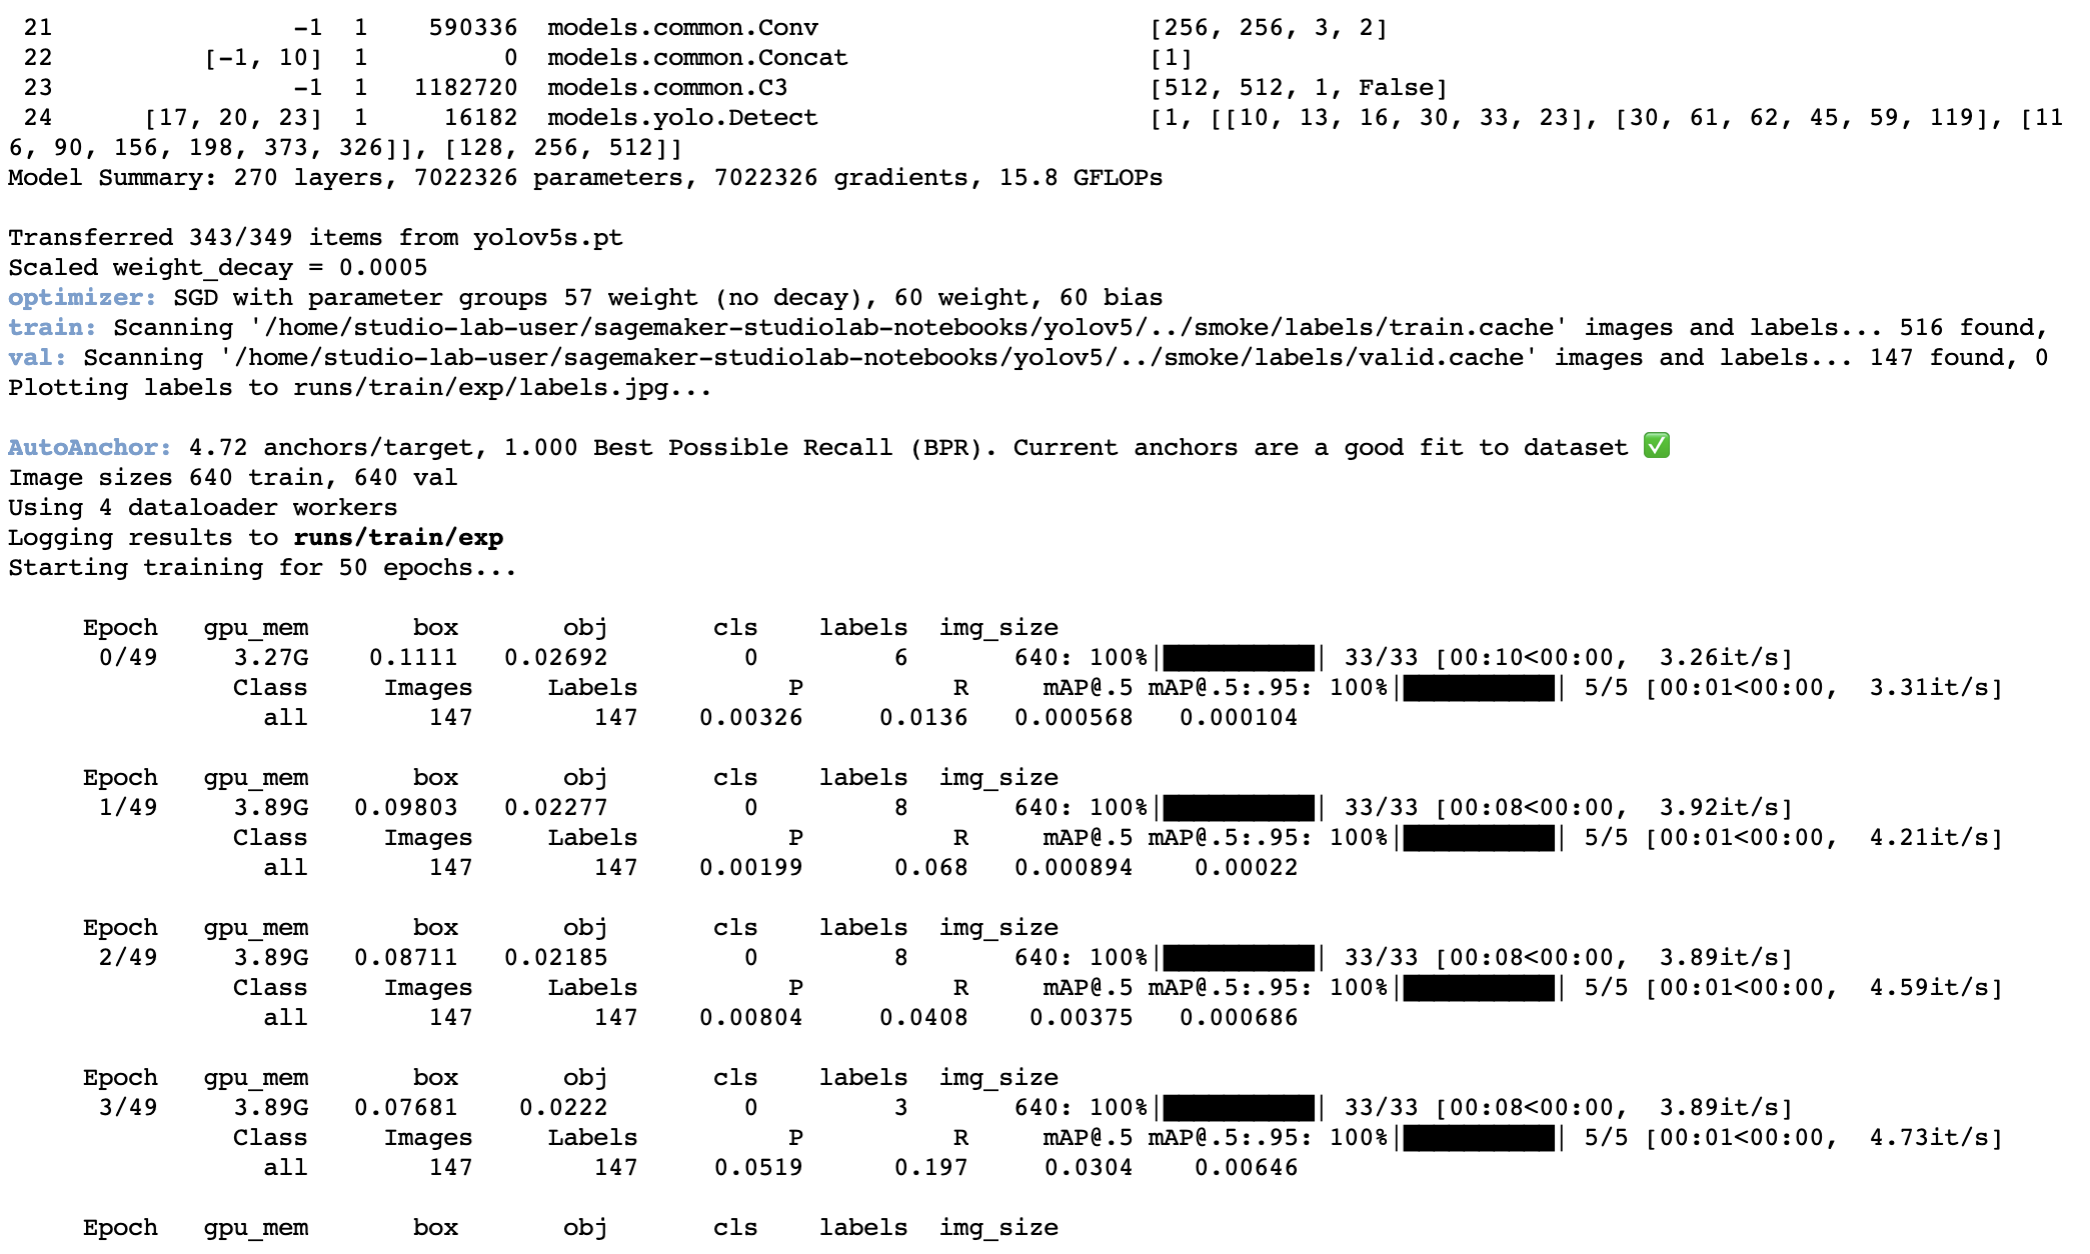 21 -1 1 590336 models.common.Conv [256, 256, 3, 2]
22 [-1, 10] 1 0 models.common.Concat [1]
23 -1 1 1182720 models.common.C3 [512, 512, 1, False]
24 [17, 20, 23] 1 16182 models.yolo.Detect [1, [[10, 13, 16, 30, 33, 23], [30, 61, 62, 45, 59, 119], [11
6, 90, 156, 198, 373, 326]], [128, 256, 512]]
Model Summary: 270 layers, 7022326 parameters, 7022326 gradients, 15.8 GFLOPs
Transferred 343/349 items from yolov5s.pt
Scaled weight_decay = 0.0005
optimizer: SGD with parameter groups 57 weight (no decay), 60 weight, 60 bias
train: Scanning '/home/studio-lab-user/sagemaker-studiolab-notebooks/yolov5/../smoke/labels/train.cache' images and labels... 516 found,
val: Scanning '/home/studio-lab-user/sagemaker-studiolab-notebooks/yolov5/../smoke/labels/valid.cache' images and labels... 147 found, 0
Plotting labels to runs/train/exp/labels.jpg...
AutoAnchor: 4.72 anchors/target, 1.000 Best Possible Recall (BPR). Current anchors are a good fit to dataset ✅
Image sizes 640 train, 640 val
Using 4 dataloader workers
Logging results to runs/train/exp
Starting training for 50 epochs...
Epoch gpu_mem box obj cls labels img_size
0/49 3.27G 0.1111 0.02692 0 6 640: 100%|██████████| 33/33 [00:10<00:00, 3.26it/s]
Class Images Labels P R mAP@.5 mAP@.5:.95: 100%|██████████| 5/5 [00:01<00:00, 3.31it/s]
all 147 147 0.00326 0.0136 0.000568 0.000104
Epoch gpu_mem box obj cls labels img_size
1/49 3.89G 0.09803 0.02277 0 8 640: 100%|██████████| 33/33 [00:08<00:00, 3.92it/s]
Class Images Labels P R mAP@.5 mAP@.5:.95: 100%|██████████| 5/5 [00:01<00:00, 4.21it/s]
all 147 147 0.00199 0.068 0.000894 0.00022
Epoch gpu_mem box obj cls labels img_size
2/49 3.89G 0.08711 0.02185 0 8 640: 100%|██████████| 33/33 [00:08<00:00, 3.89it/s]
Class Images Labels P R mAP@.5 mAP@.5:.95: 100%|██████████| 5/5 [00:01<00:00, 4.59it/s]
all 147 147 0.00804 0.0408 0.00375 0.000686
Epoch gpu_mem box obj cls labels img_size
3/49 3.89G 0.07681 0.0222 0 3 640: 100%|██████████| 33/33 [00:08<00:00, 3.89it/s]
Class Images Labels P R mAP@.5 mAP@.5:.95: 100%|██████████| 5/5 [00:01<00:00, 4.73it/s]
all 147 147 0.0519 0.197 0.0304 0.00646
Epoch gpu_mem box obj cls labels img_size